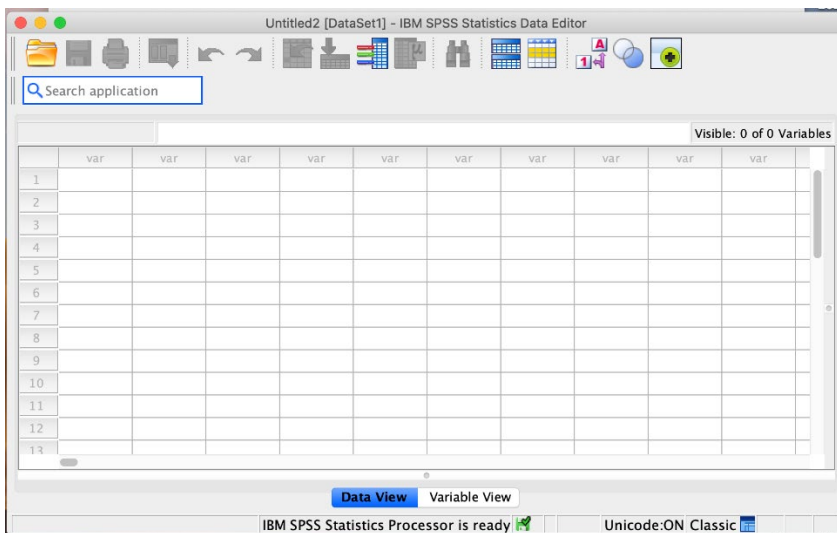 Untitled2 [DataSet1] - IBM SPSS Statistics Data Editor
A
1 a
μ
Search application
Visible: 0 of 0 Variables
var var var var var var var var var var
1
2
3
4
5
6
7
8
9
10
11
12
13
Data View Variable View
IBM SPSS Statistics Processor is ready Unicode:ON Classic